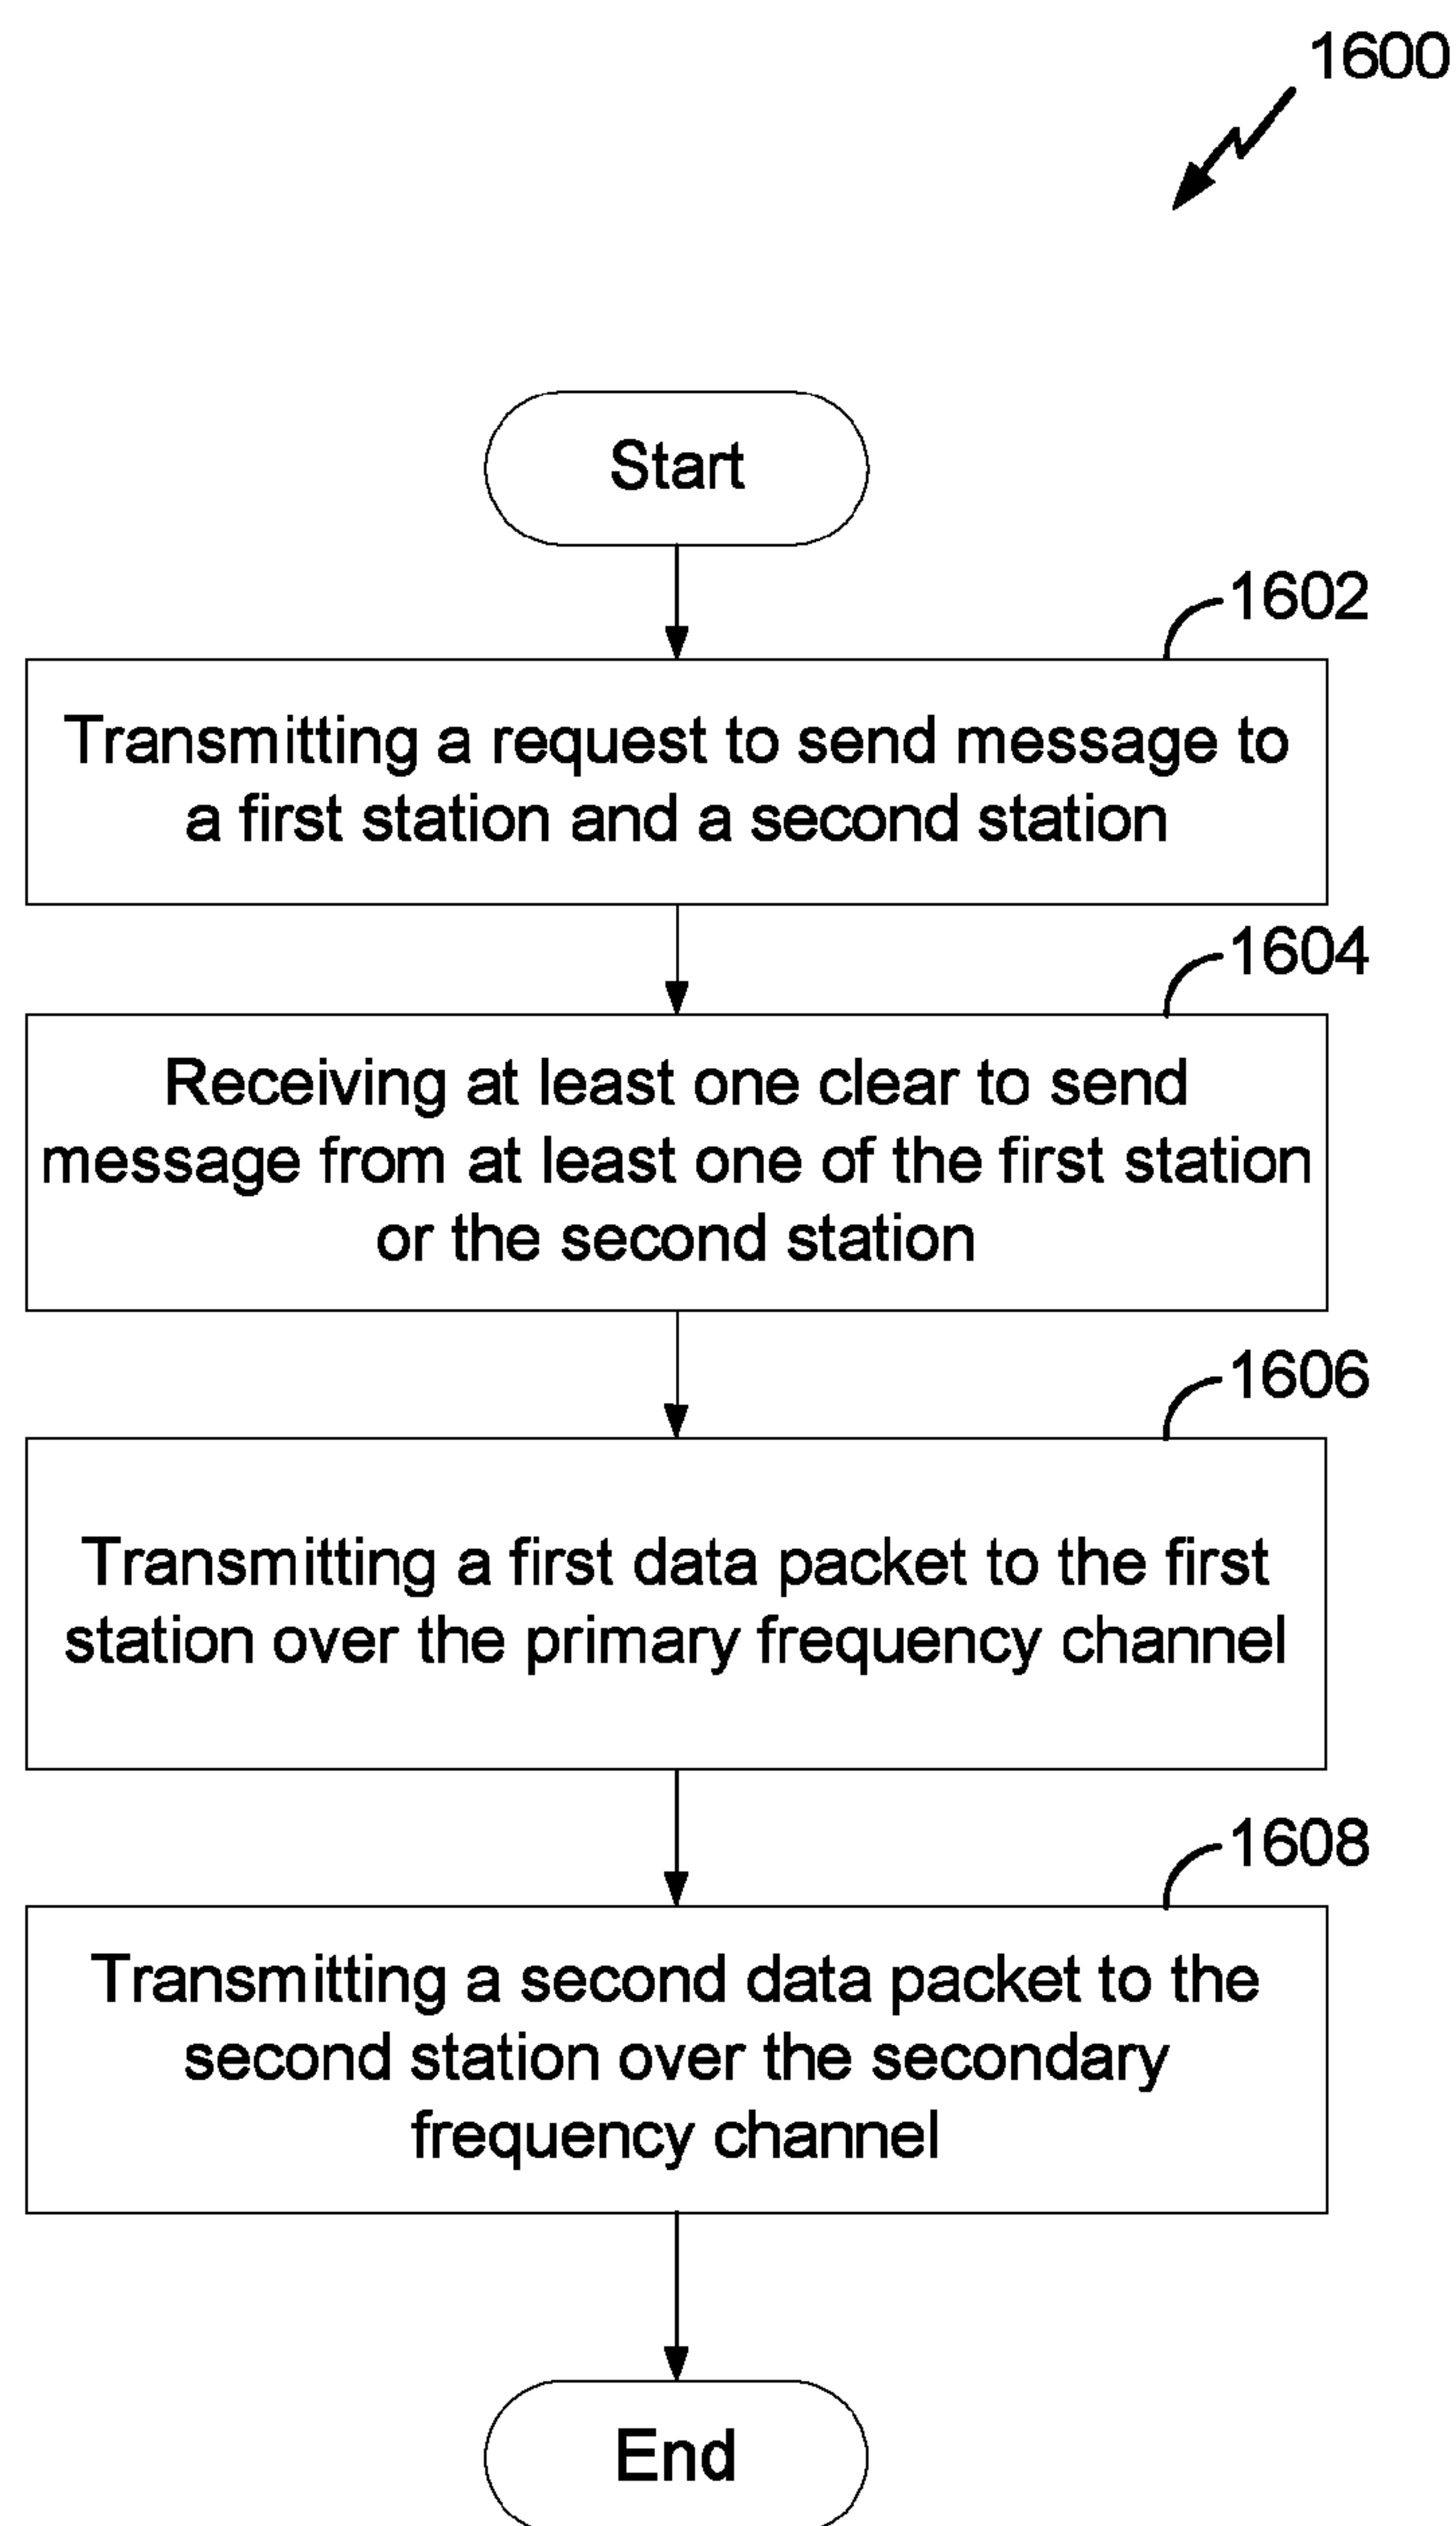 1600
Start
1602
Transmitting a request to send message to
a first station and a second station
1604
Receiving at least one clear to send
message from at least one of the first station
or the second station
1606
Transmitting a first data packet to the first
station over the primary frequency channel
1608
Transmitting a second data packet to the
second station over the secondary
frequency channel
End